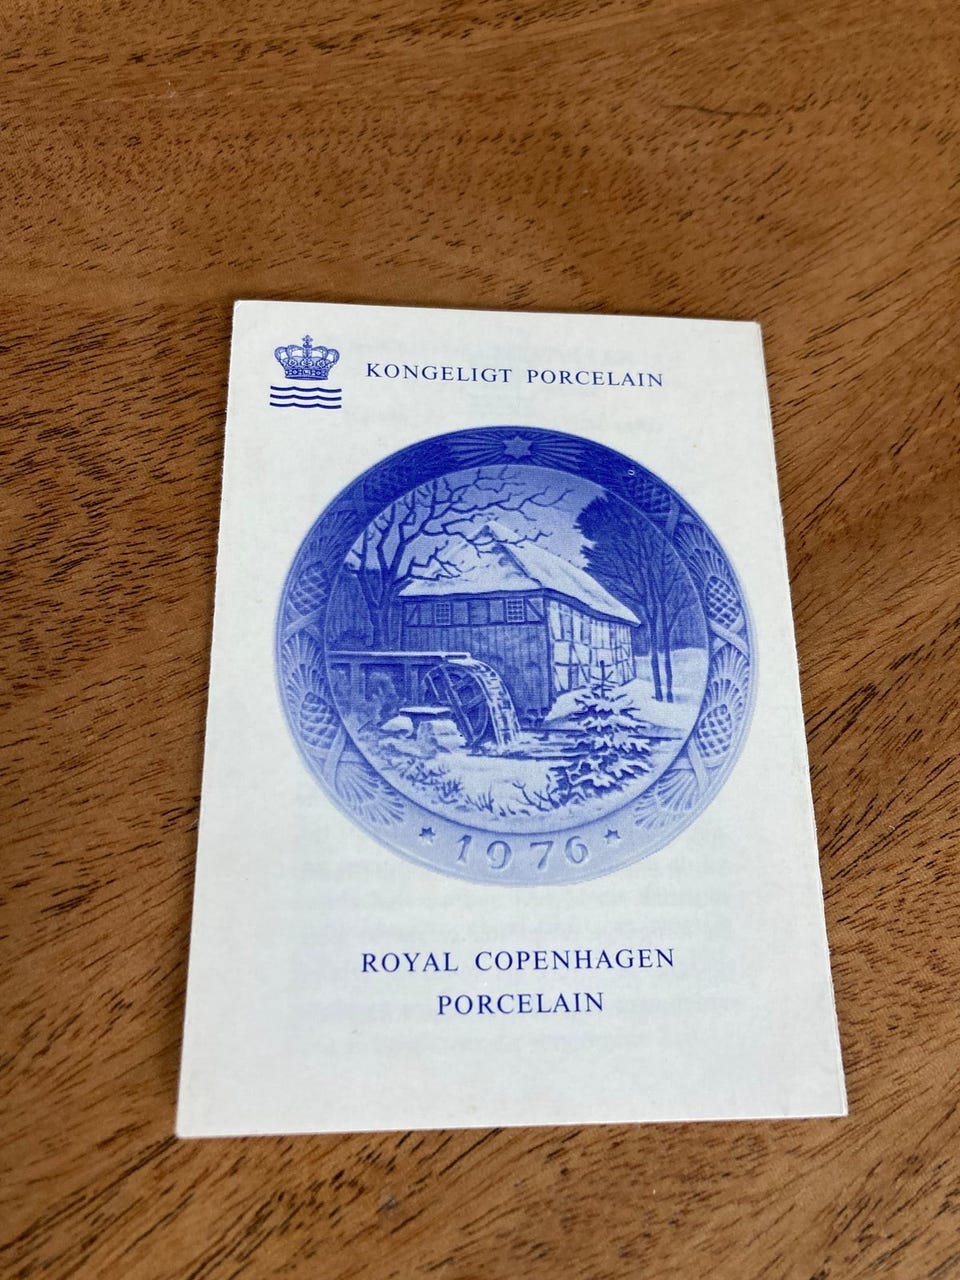 KONGELIGT PORCELAIN
1976
ROYAL COPENHAGEN
PORCELAIN